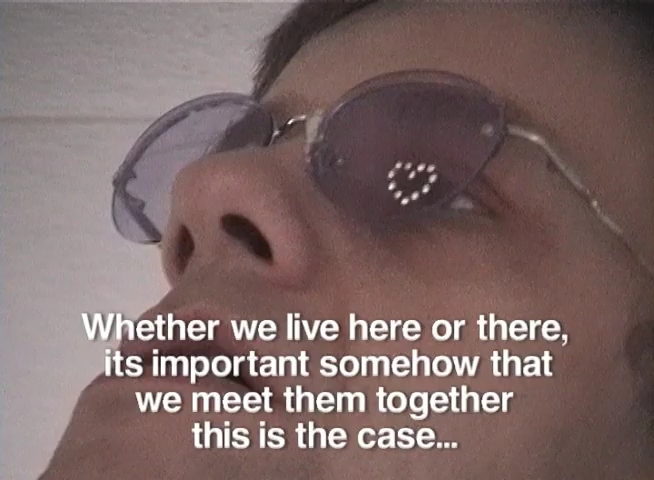 Whether we live here or there,
its important somehow that
we meet them together
this is the case...